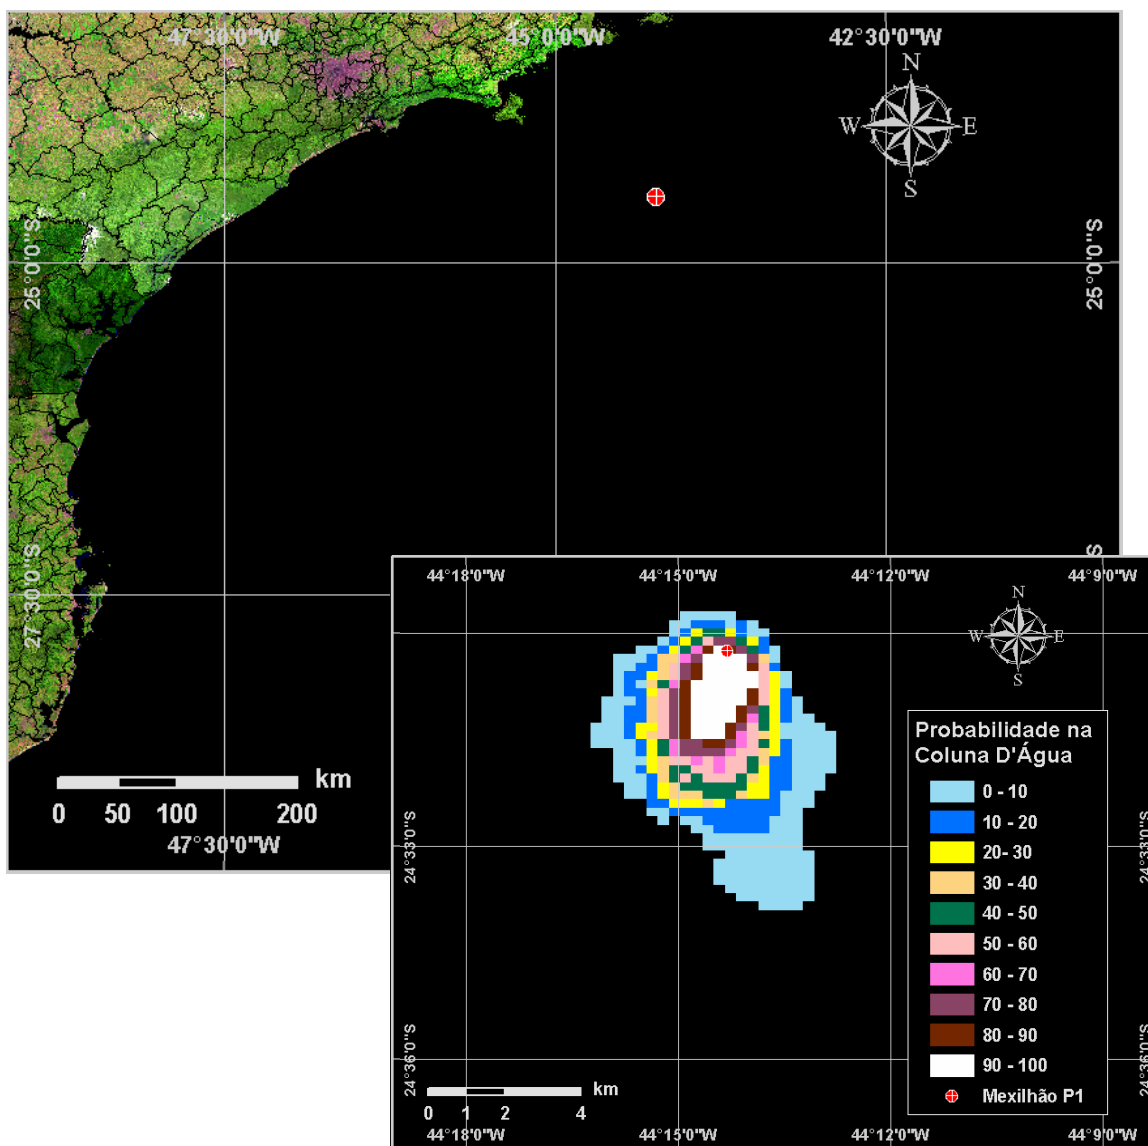 47°30'0"W
45°0'0"W
42°30'0"W
N
W
E
S
25°0'0"S
25°0'0"S
27°30'0"S
S
km
0
50
100
200
47°30'0"W
44°18'0"W
44°15'0"W
44°12'0"W
44°9'0"W
N
W
E
S
Probabilidade na
Coluna D'Água
0 - 10
10 - 20
20- 30
30 - 40
40 - 50
50 - 60
60 - 70
70 - 80
80 - 90
90 - 100
Mexilhão P1
24°33'0"S
24°33'0"S
24°36'0"S
24°36'0"S
km
0
1
2
4
44°18'0"W
44°15'0"W
44°12'0"W
44°9'0"W